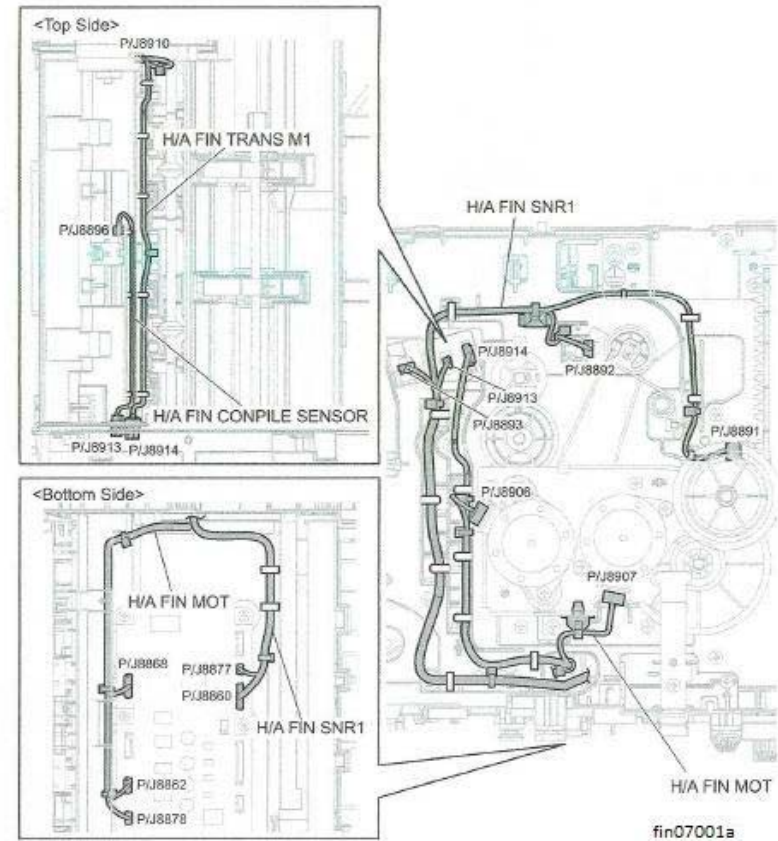 <Top Side>
P/J8910
H/A FIN TRANS M1
P/J8896
H/A FIN CONPILE SENSOR
P/J8913
P/J8914
H/A FIN SNR1
P/J8914
P/J8892
P/J8913
P/J8893
P/J8891
P/J8906
P/J8907
H/A FIN MOT
<Bottom Side>
H/A FIN MOT
P/J8868
P/J8877
P/J8860
H/A FIN SNR1
P/J8862
P/J8878
fin07001a